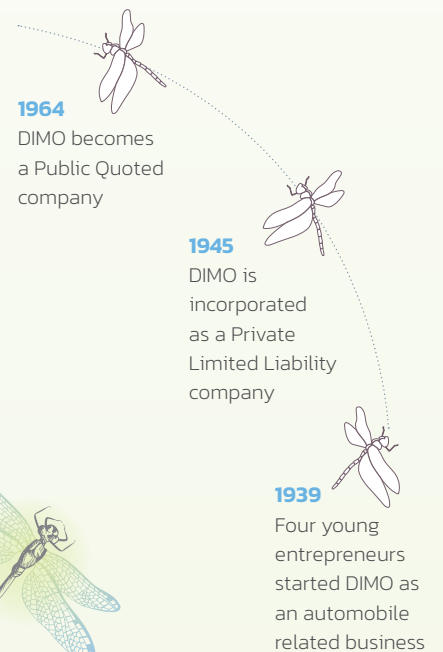 1964
DIMO becomes
a Public Quoted
company
1945
DIMO is
incorporated
as a Private
Limited Liability
company
1939
Four young
entrepreneurs
started DIMO as
an automobile
related business